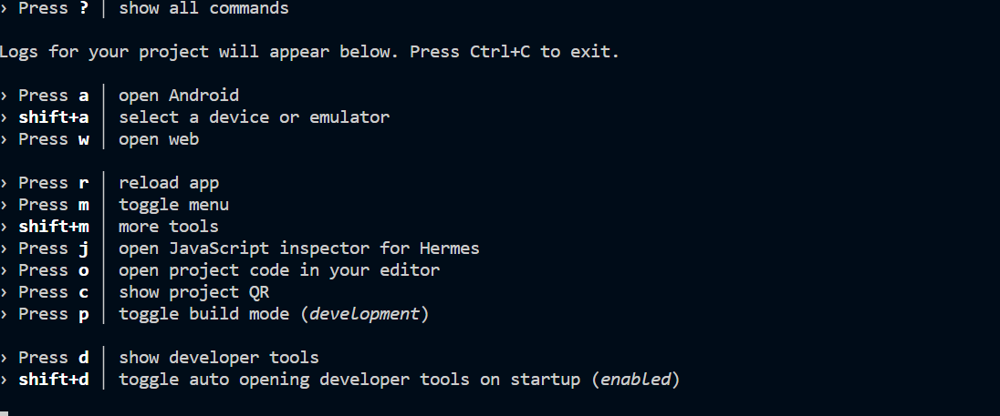 › Press ? │ show all commands
Logs for your project will appear below. Press Ctrl+C to exit.
› Press a │ open Android
› shift+a │ select a device or emulator
› Press w │ open web
› Press r │ reload app
› Press m │ toggle menu
› shift+m │ more tools
› Press j │ open JavaScript inspector for Hermes
› Press o │ open project code in your editor
› Press c │ show project QR
› Press p │ toggle build mode (development)
› Press d │ show developer tools
› shift+d │ toggle auto opening developer tools on startup (enabled)